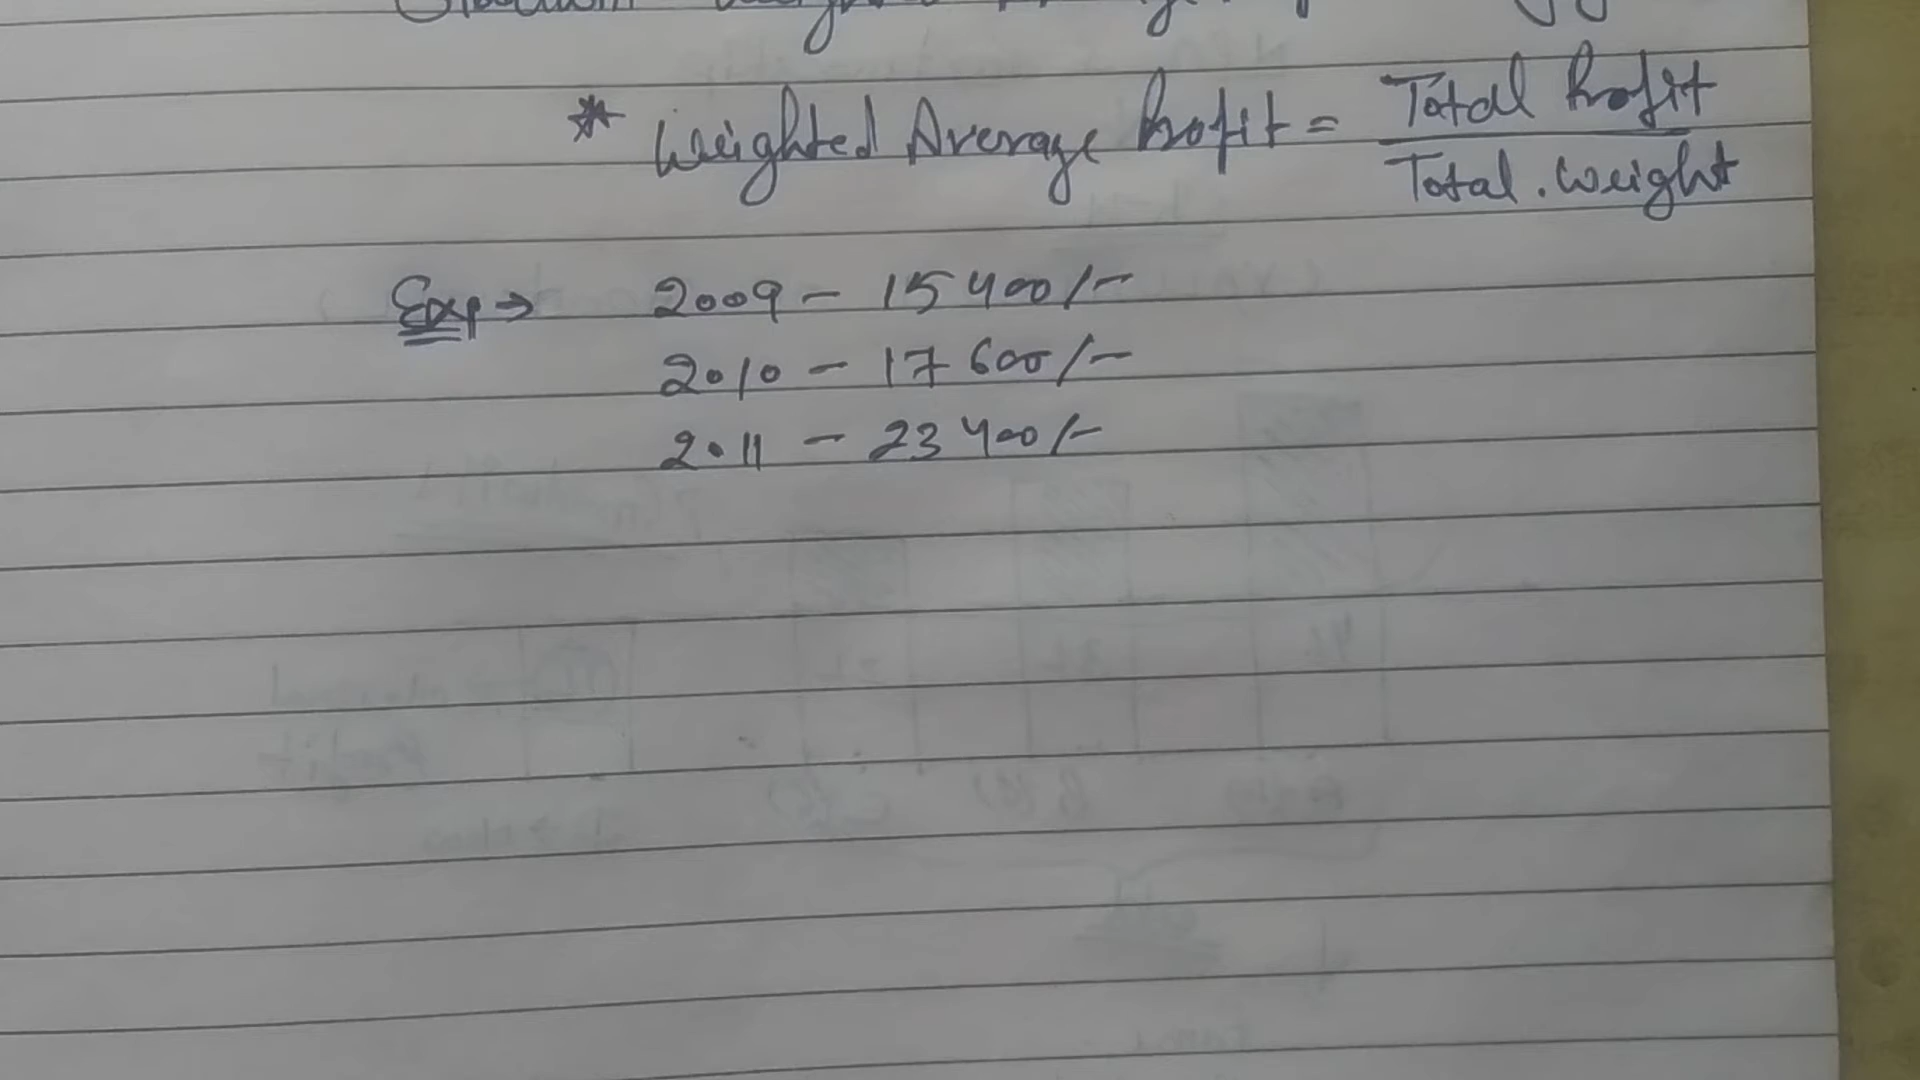 * Weighted Average Profit = Total Profit
Total . weight
Exp → 2009 - 15400/-
2010 - 17600/-
2011 - 23400/-